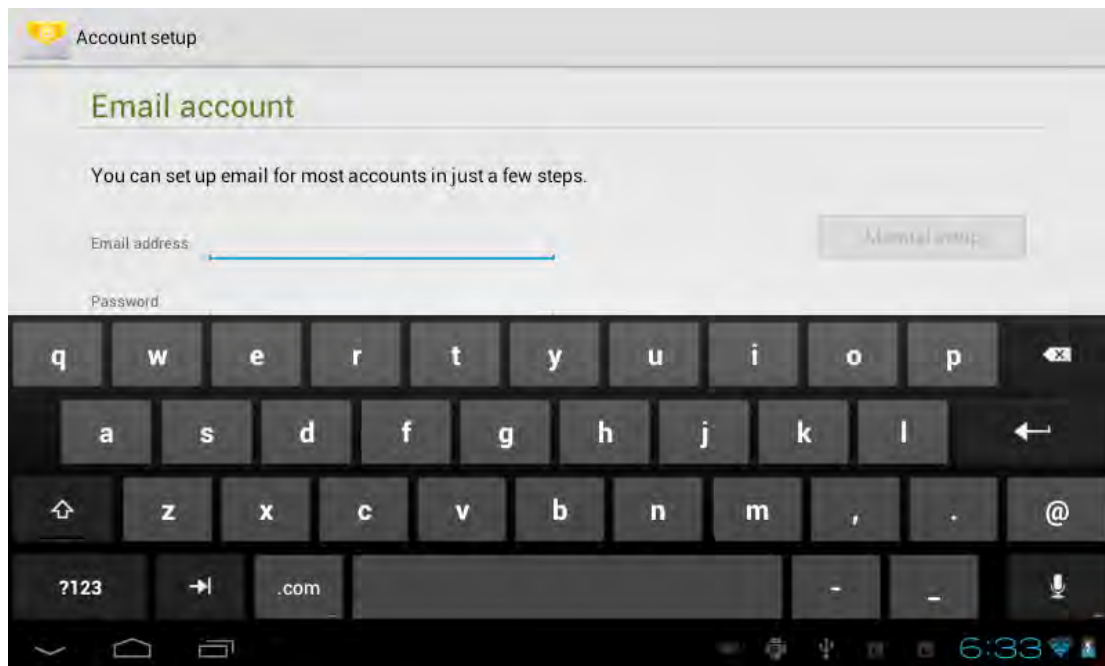 Account setup
Email account
You can set up email for most accounts in just a few steps.
Email address
Manual setup
Password
q w e r t y u i o p
a s d f g h j k l
z x c v b n m , . @
?123 .com - _
6:33